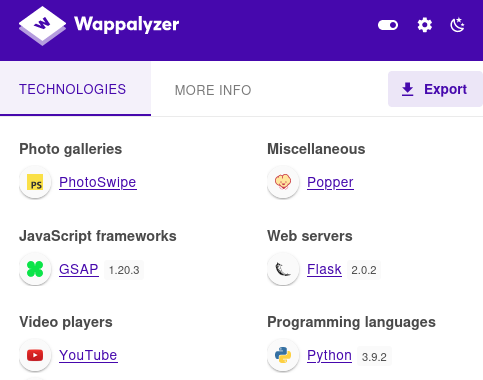 Wappalyzer
TECHNOLOGIES
MORE INFO
Export
Photo galleries
PS PhotoSwipe
Miscellaneous
Popper
JavaScript frameworks
GSAP 1.20.3
Web servers
Flask 2.0.2
Video players
YouTube
Programming languages
Python 3.9.2